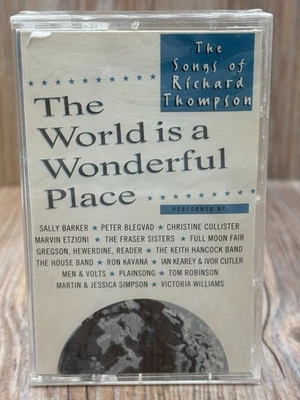 The
Songs of
Richard
Thompson
The
World is a
Wonderful
Place
PERFORMED BY:
SALLY BARKER ★ PETER BLEGVAD ★ CHRISTINE COLLISTER
MARVIN ETZIONI ★ THE FRASER SISTERS ★ FULL MOON FAIR
GREGSON, HEWERDINE, READER ★ THE KEITH HANCOCK BAND
THE HOUSE BAND ★ RON KAVANA ★ IAN KEAREY & IVOR CUTLER
MEN & VOLTS ★ PLAINSONG ★ TOM ROBINSON
MARTIN & JESSICA SIMPSON ★ VICTORIA WILLIAMS